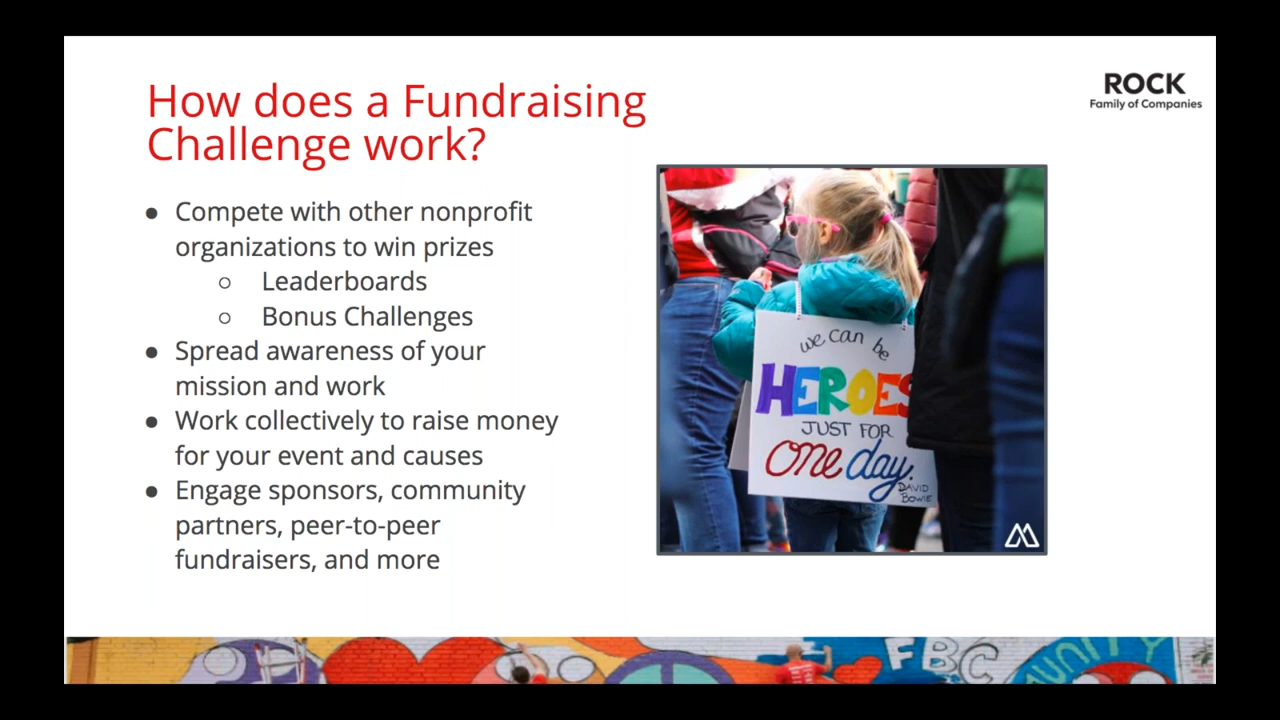 How does a Fundraising
Challenge work?
ROCK
Family of Companies
● Compete with other nonprofit
organizations to win prizes
○ Leaderboards
○ Bonus Challenges
● Spread awareness of your
mission and work
● Work collectively to raise money
for your event and causes
● Engage sponsors, community
partners, peer-to-peer
fundraisers, and more
we can be
HEROES
JUST FOR
one day.
DAVID
BOWIE
FBC